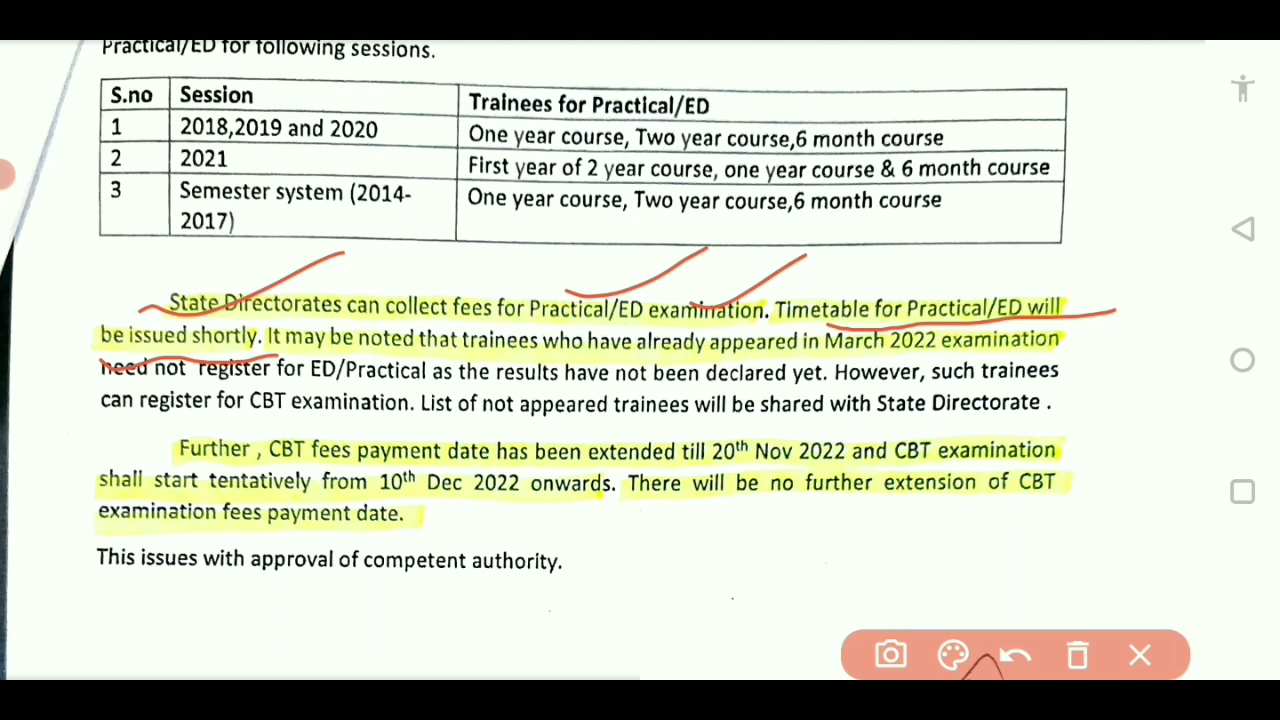 Practical/ED for following sessions.
S.no Session Trainees for Practical/ED
1 2018,2019 and 2020 One year course, Two year course,6 month course
2 2021 First year of 2 year course, one year course & 6 month course
3 Semester system (2014- One year course, Two year course,6 month course
2017)
State Directorates can collect fees for Practical/ED examination. Timetable for Practical/ED will
be issued shortly. It may be noted that trainees who have already appeared in March 2022 examination
need not register for ED/Practical as the results have not been declared yet. However, such trainees
can register for CBT examination. List of not appeared trainees will be shared with State Directorate .
Further , CBT fees payment date has been extended till 20th Nov 2022 and CBT examination
shall start tentatively from 10th Dec 2022 onwards. There will be no further extension of CBT
examination fees payment date.
This issues with approval of competent authority.